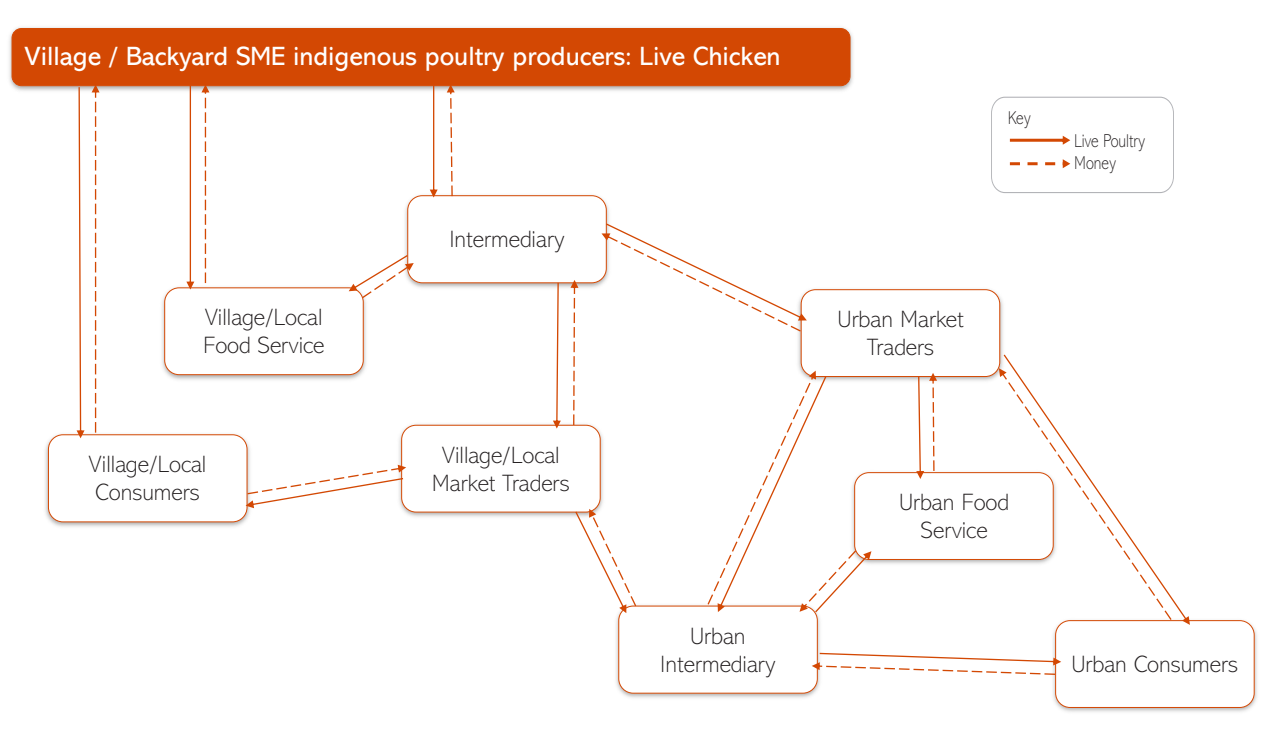 Village / Backyard SME indigenous poultry producers: Live Chicken
Key
Live Poultry
Money
Intermediary
Village/Local
Food Service
Urban Market
Traders
Village/Local
Consumers
Village/Local
Market Traders
Urban Food
Service
Urban
Intermediary
Urban Consumers